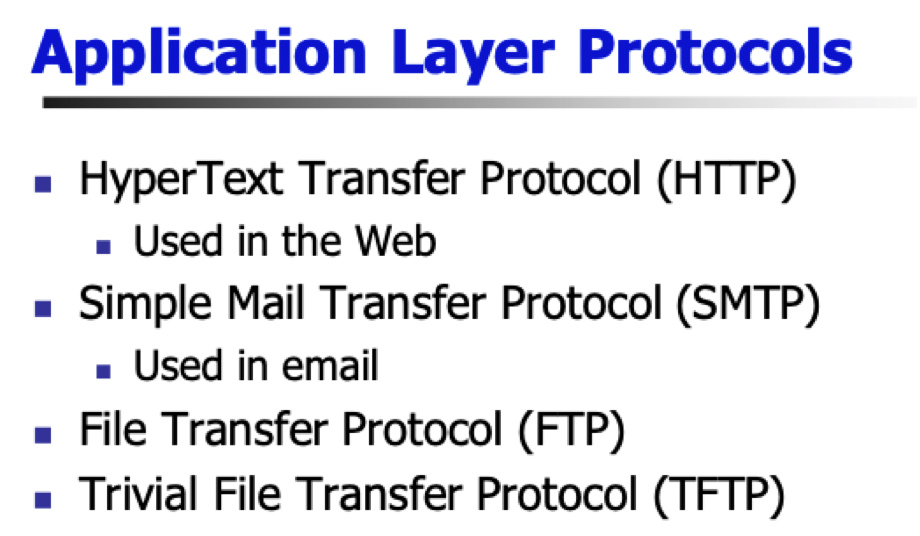 Application Layer Protocols
HyperText Transfer Protocol (HTTP)
Used in the Web
Simple Mail Transfer Protocol (SMTP)
Used in email
File Transfer Protocol (FTP)
Trivial File Transfer Protocol (TFTP)